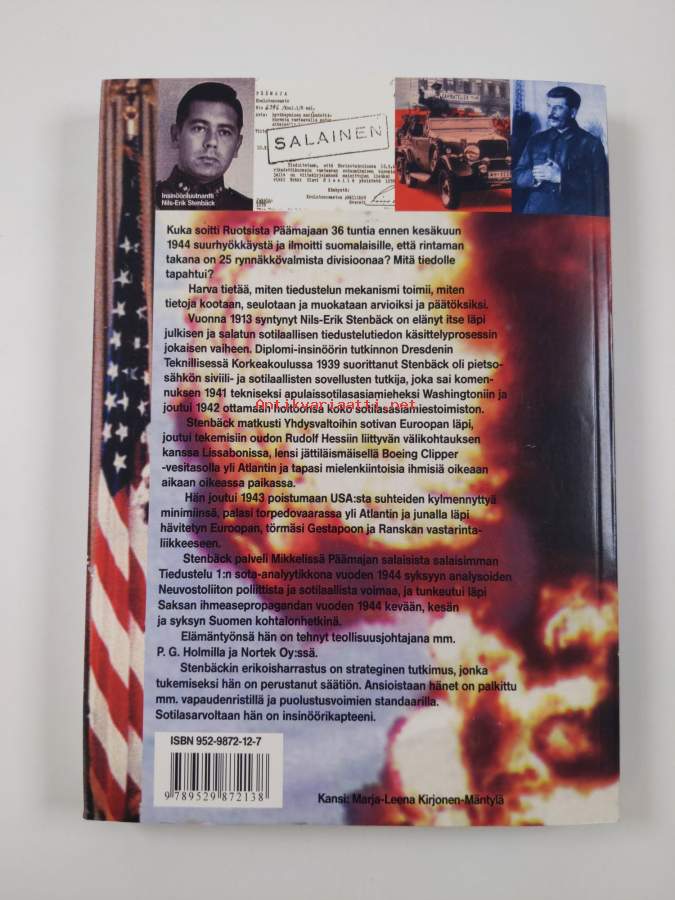 PÄÄMAJA
SALAINEN
Insinööriluutnantti
Nils-Erik Stenbäck
Kuka soitti Ruotsista Päämajaan 36 tuntia ennen kesäkuun
1944 suurhyökkäystä ja ilmoitti suomalaisille, että rintaman
takana on 25 rynnäkkövalmista divisioonaa? Mitä tiedolle
tapahtui?
Harva tietää, miten tiedustelun mekanismi toimii, miten
tietoja kootaan, seulotaan ja muokataan arvioiksi ja päätöksiksi.
Vuonna 1913 syntynyt Nils-Erik Stenbäck on elänyt itse läpi
julkisen ja salatun sotilaallisen tiedustelutiedon käsittelyprosessin
jokaisen vaiheen. Diplomi-insinöörin tutkinnon Dresdenin
Teknillisessä Korkeakoulussa 1939 suorittanut Stenbäck oli pietso-
sähkön siviili- ja sotilaallisten sovellusten tutkija, joka sai komen-
nuksen 1941 tekniseksi apulaissotilasasiamieheksi Washingtoniin ja
joutui 1942 ottamaan hoitoonsa koko sotilasasiamiestoimiston.
antikvariaatti.net
Stenbäck matkusti Yhdysvaltoihin sotivan Euroopan läpi,
joutui tekemisiin oudon Rudolf Hessiin liittyvän välikohtauksen
kanssa Lissabonissa, lensi jättiläismäisellä Boeing Clipper
-vesitasolla yli Atlantin ja tapasi mielenkiintoisia ihmisiä oikeaan
aikaan oikeassa paikassa.
Hän joutui 1943 poistumaan USA:sta suhteiden kylmennyttyä
minimiinsä, palasi torpedovaarassa yli Atlantin ja junalla läpi
hävitetyn Euroopan, törmäsi Gestapoon ja Ranskan vastarinta-
liikkeeseen.
Stenbäck palveli Mikkelissä Päämajan salaisista salaisimman
Tiedustelu 1:n sota-analyytikkona vuoden 1944 syksyyn analysoiden
Neuvostoliiton poliittista ja sotilaallista voimaa, ja tunkeutui läpi
Saksan ihmeasepropagandan vuoden 1944 kevään, kesän
ja syksyn Suomen kohtalonhetkinä.
Elämäntyönsä hän on tehnyt teollisuusjohtajana mm.
P. G. Holmilla ja Nortek Oy:ssä.
Stenbäckin erikoisharrastus on strateginen tutkimus, jonka
tukemiseksi hän on perustanut säätiön. Ansioistaan hänet on palkittu
mm. vapaudenristillä ja puolustusvoimien standaarilla.
Sotilasarvoltaan hän on insinöörikapteeni.
ISBN 952-9872-12-7
9 789529 872138
Kansi: Marja-Leena Kirjonen-Mäntylä